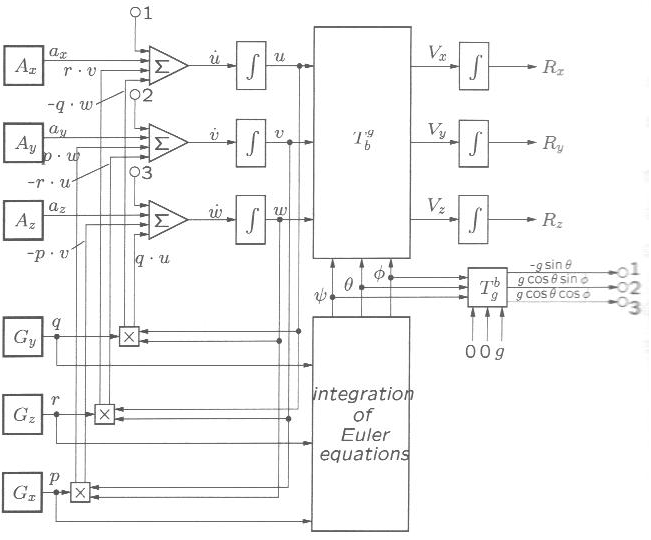 1
A_x a_x Σ u̇ ∫ u V_x ∫ R_x
r · v
-q · w
2
A_y a_y Σ v̇ ∫ v T_b^g V_y ∫ R_y
p · w
-r · u
3
A_z a_z Σ ẇ ∫ w V_z ∫ R_z
-p · v
q · u
ψ θ ϕ
T_g^b
-g sin θ 1
g cos θ sin ϕ 2
g cos θ cos ϕ 3
0 0 g
G_y q ×
G_z r ×
G_x p ×
integration
of
Euler
equations